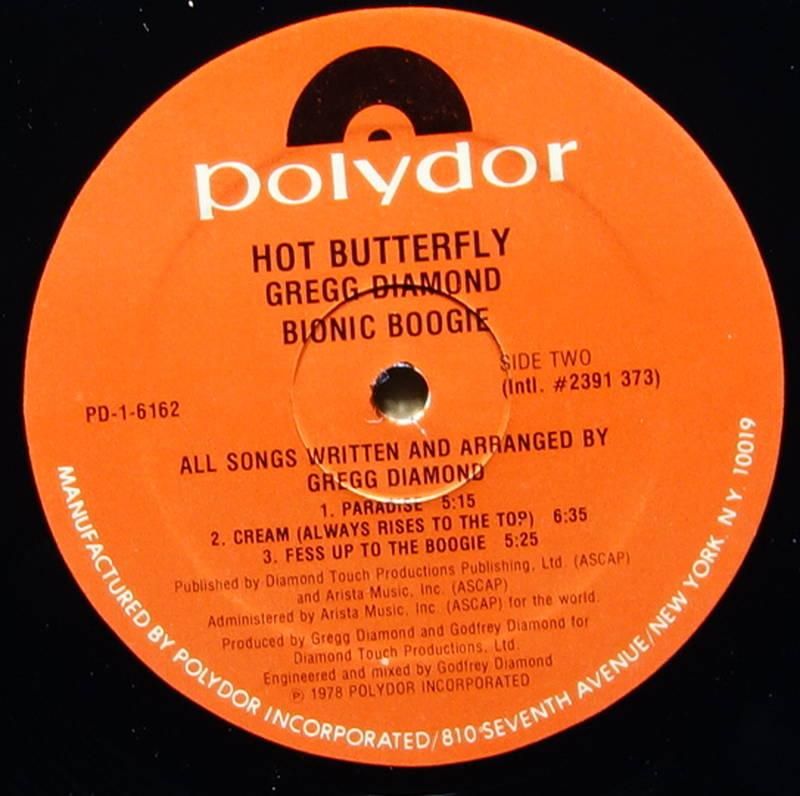 polydor
HOT BUTTERFLY
GREGG DIAMOND
BIONIC BOOGIE
SIDE TWO
(Intl. #2391 373)
PD-1-6162
ALL SONGS WRITTEN AND ARRANGED BY
GREGG DIAMOND
1. PARADISE 5:15
2. CREAM (ALWAYS RISES TO THE TOP) 6:35
3. FESS UP TO THE BOOGIE 5:25
Published by Diamond Touch Productions Publishing, Ltd. (ASCAP)
and Arista Music, Inc. (ASCAP)
Administered by Arista Music, Inc. (ASCAP) for the world.
Produced by Gregg Diamond and Godfrey Diamond for
Diamond Touch Productions, Ltd.
Engineered and mixed by Godfrey Diamond
℗ 1978 POLYDOR INCORPORATED
MANUFACTURED BY POLYDOR INCORPORATED/810 SEVENTH AVENUE/NEW YORK, N.Y. 10019